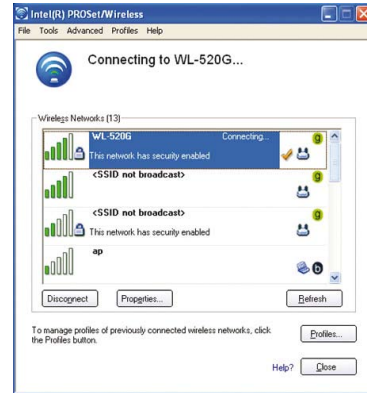 Intel(R) PROSet/Wireless
File Tools Advanced Profiles Help
Connecting to WL-520G...
Wireless Networks (13)
WL-520G Connecting...
g
This network has security enabled
<SSID not broadcast>
g
<SSID not broadcast>
g
This network has security enabled
ap
b
Disconnect Properties... Refresh
To manage profiles of previously connected wireless networks, click
the Profiles button.
Profiles...
Help? Close